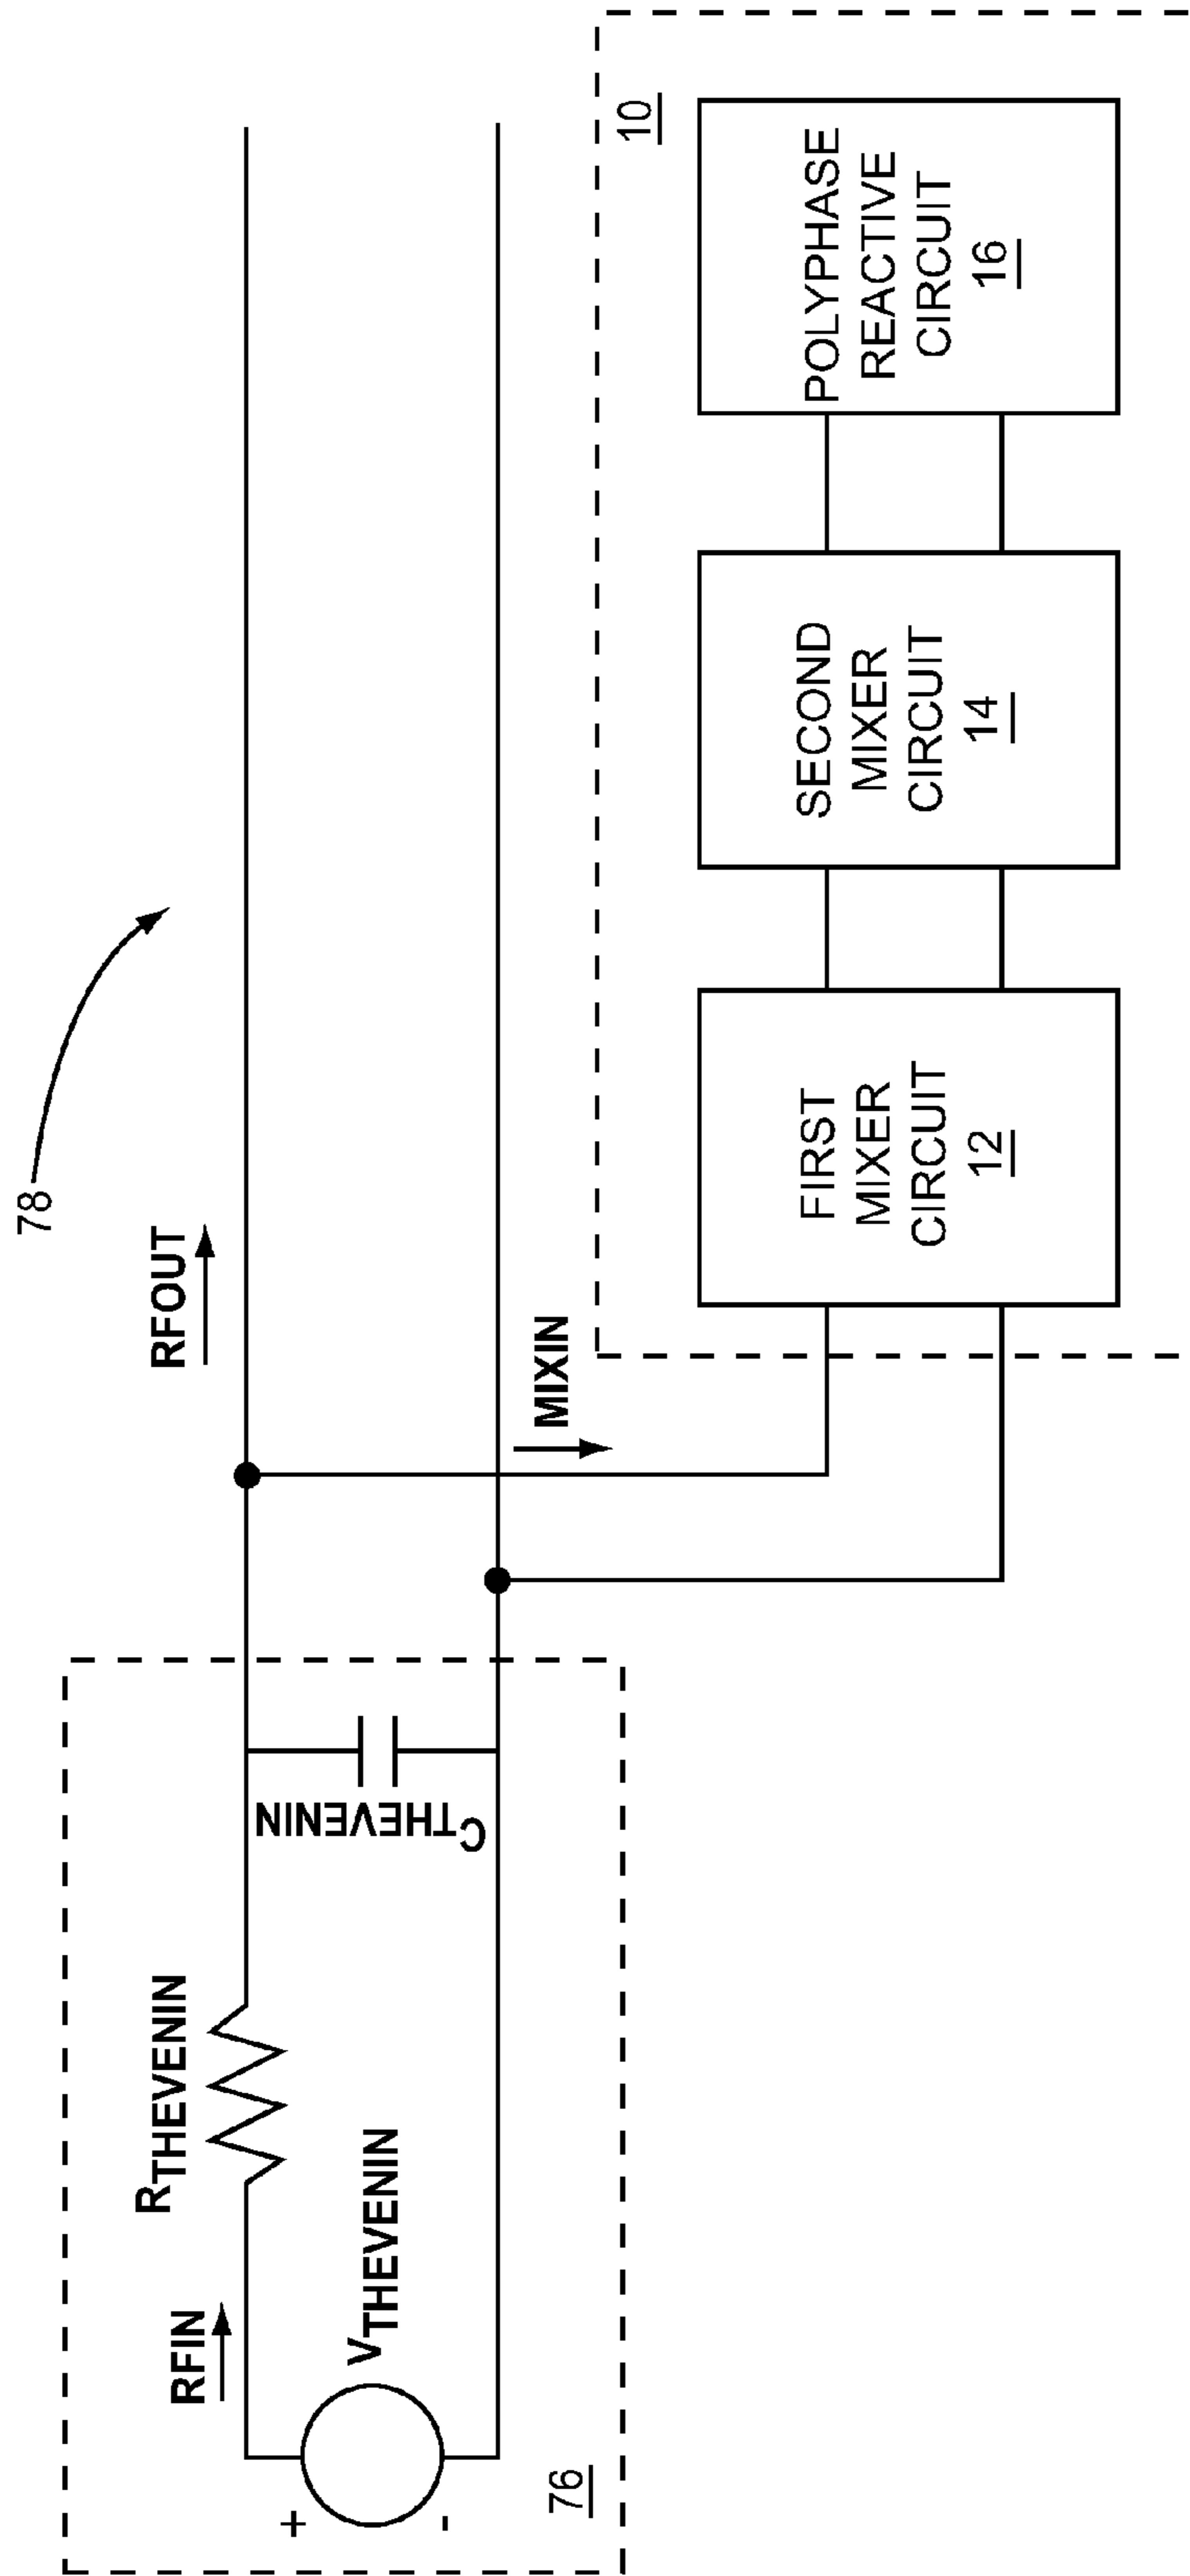 78
RFOUT
RFIN
RTHEVENIN
+
VTHEVENIN
-
CTHEVENIN
76
MIXIN
10
FIRST
MIXER
CIRCUIT
12
SECOND
MIXER
CIRCUIT
14
POLYPHASE
REACTIVE
CIRCUIT
16